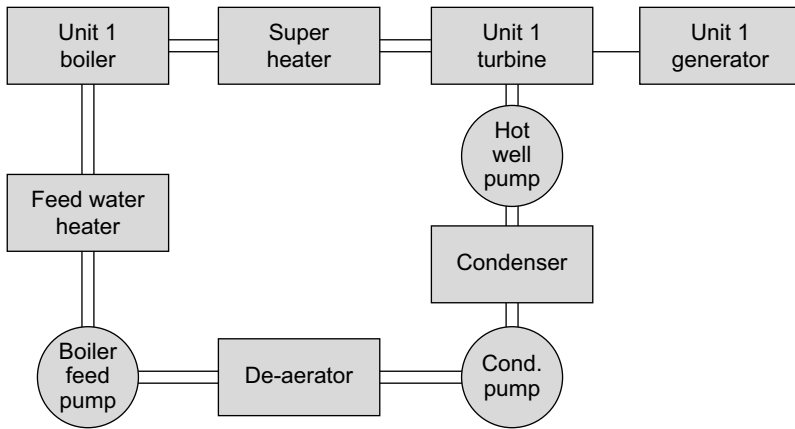 Unit 1
boiler
Super
heater
Unit 1
turbine
Unit 1
generator
Hot
well
pump
Feed water
heater
Condenser
Boiler
feed
pump
De-aerator
Cond.
pump